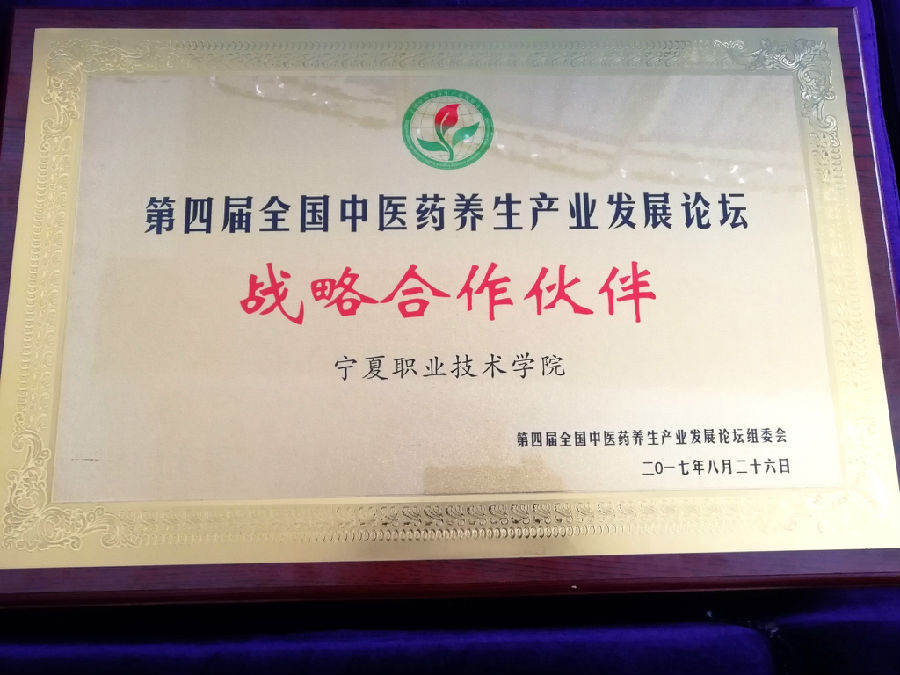 第四届全国中医药养生产业发展论坛
战略合作伙伴
宁夏职业技术学院
第四届全国中医药养生产业发展论坛组委会
二〇一七年八月二十六日